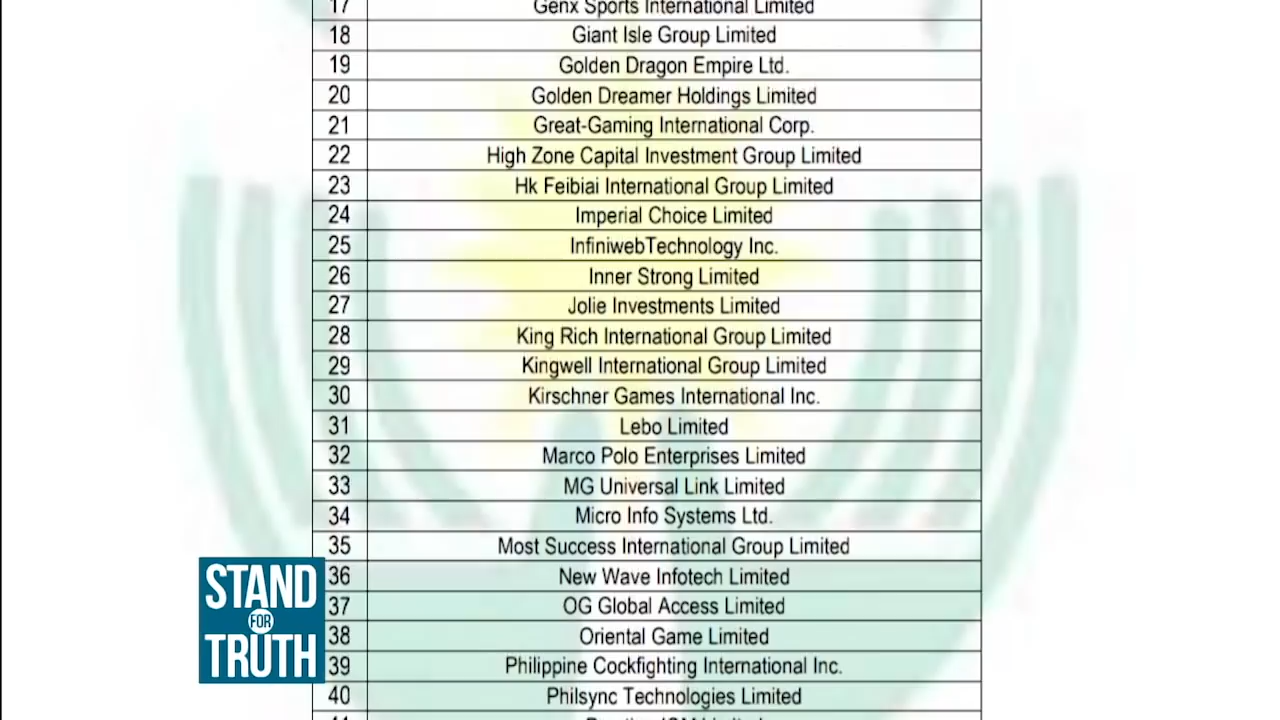 17 Genx Sports International Limited
18 Giant Isle Group Limited
19 Golden Dragon Empire Ltd.
20 Golden Dreamer Holdings Limited
21 Great-Gaming International Corp.
22 High Zone Capital Investment Group Limited
23 Hk Feibiai International Group Limited
24 Imperial Choice Limited
25 InfiniwebTechnology Inc.
26 Inner Strong Limited
27 Jolie Investments Limited
28 King Rich International Group Limited
29 Kingwell International Group Limited
30 Kirschner Games International Inc.
31 Lebo Limited
32 Marco Polo Enterprises Limited
33 MG Universal Link Limited
34 Micro Info Systems Ltd.
35 Most Success International Group Limited
36 New Wave Infotech Limited
37 OG Global Access Limited
38 Oriental Game Limited
39 Philippine Cockfighting International Inc.
40 Philsync Technologies Limited
STAND
FOR
TRUTH